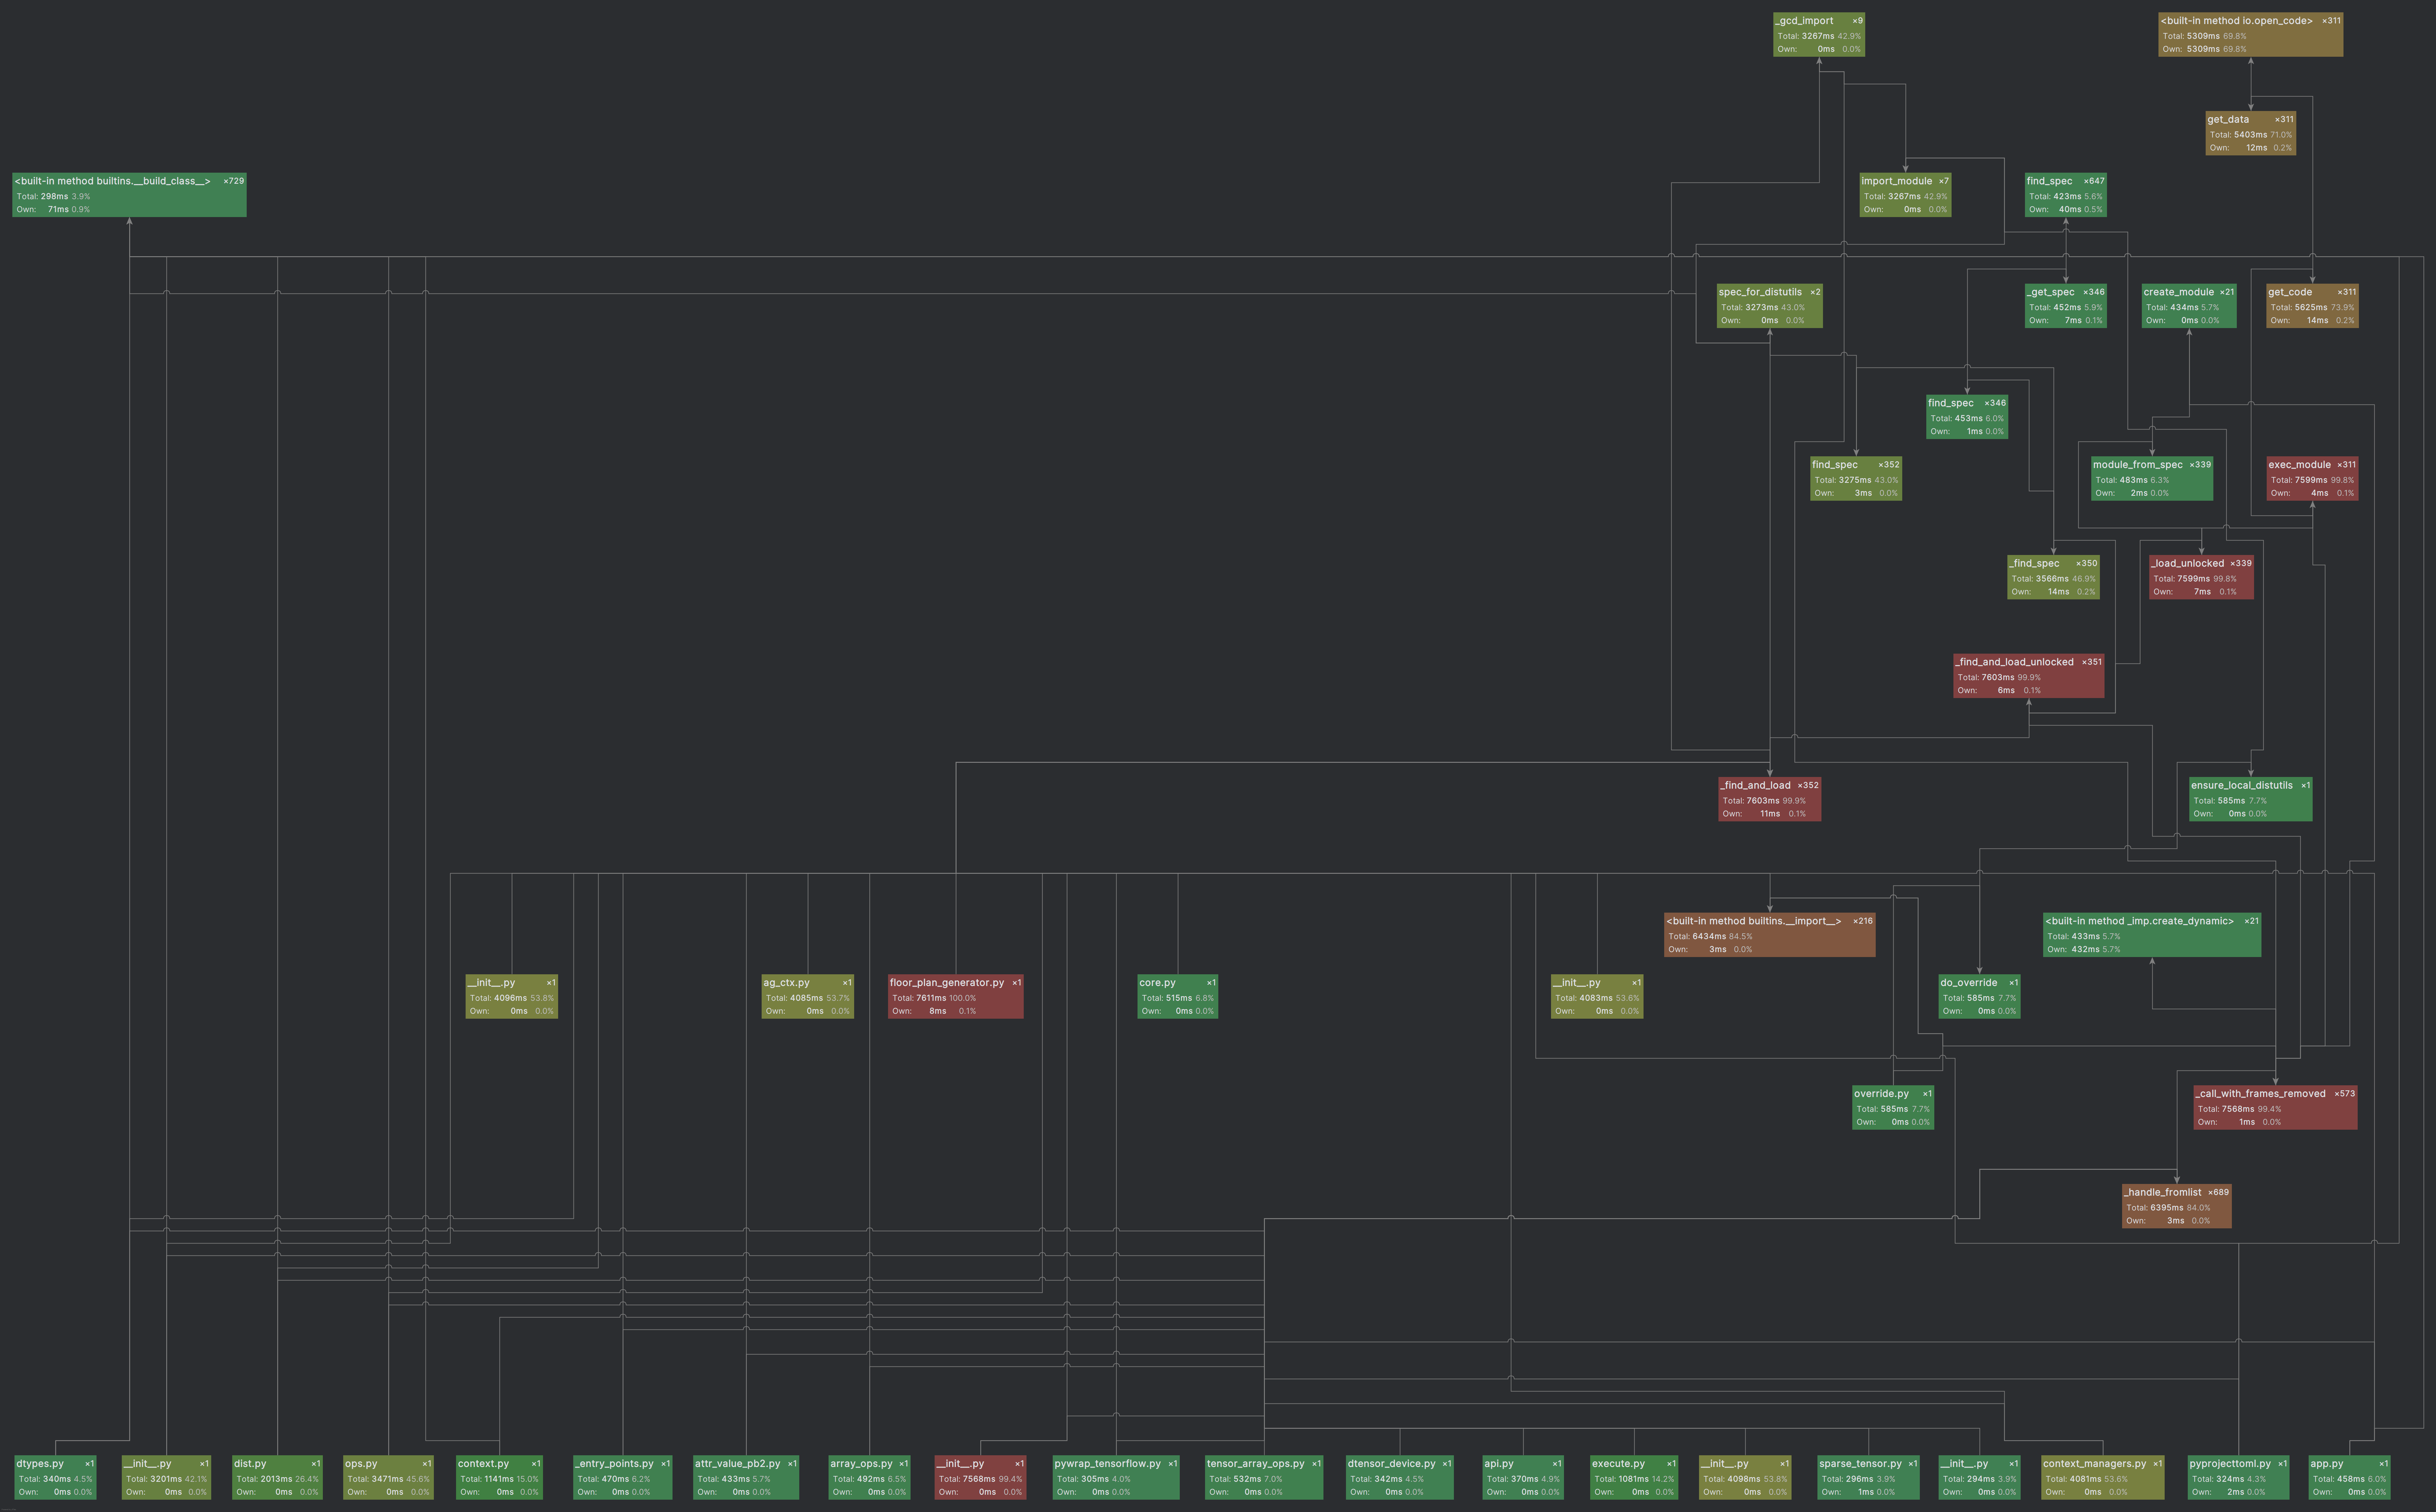 _gcd_import ×9
Total: 3267ms 42.9%
Own: 0ms 0.0%
<built-in method io.open_code> ×311
Total: 5309ms 69.8%
Own: 5309ms 69.8%
get_data ×311
Total: 5403ms 71.0%
Own: 12ms 0.2%
<built-in method builtins.__build_class__> ×729
Total: 298ms 3.9%
Own: 71ms 0.9%
import_module ×7
Total: 3267ms 42.9%
Own: 0ms 0.0%
find_spec ×647
Total: 423ms 5.6%
Own: 40ms 0.5%
spec_for_distutils ×2
Total: 3273ms 43.0%
Own: 0ms 0.0%
_get_spec ×346
Total: 452ms 5.9%
Own: 7ms 0.1%
create_module ×21
Total: 434ms 5.7%
Own: 0ms 0.0%
get_code ×311
Total: 5625ms 73.9%
Own: 14ms 0.2%
find_spec ×346
Total: 453ms 6.0%
Own: 1ms 0.0%
find_spec ×352
Total: 3275ms 43.0%
Own: 3ms 0.0%
module_from_spec ×339
Total: 483ms 6.3%
Own: 2ms 0.0%
exec_module ×311
Total: 7599ms 99.8%
Own: 4ms 0.1%
_find_spec ×350
Total: 3566ms 46.9%
Own: 14ms 0.2%
_load_unlocked ×339
Total: 7599ms 99.8%
Own: 7ms 0.1%
_find_and_load_unlocked ×351
Total: 7603ms 99.9%
Own: 6ms 0.1%
_find_and_load ×352
Total: 7603ms 99.9%
Own: 11ms 0.1%
ensure_local_distutils ×1
Total: 585ms 7.7%
Own: 0ms 0.0%
<built-in method builtins.__import__> ×216
Total: 6434ms 84.5%
Own: 3ms 0.0%
<built-in method _imp.create_dynamic> ×21
Total: 433ms 5.7%
Own: 432ms 5.7%
__init__.py ×1
Total: 4096ms 53.8%
Own: 0ms 0.0%
ag_ctx.py ×1
Total: 4085ms 53.7%
Own: 0ms 0.0%
floor_plan_generator.py ×1
Total: 7611ms 100.0%
Own: 8ms 0.1%
core.py ×1
Total: 515ms 6.8%
Own: 0ms 0.0%
__init__.py ×1
Total: 4083ms 53.6%
Own: 0ms 0.0%
do_override ×1
Total: 585ms 7.7%
Own: 0ms 0.0%
override.py ×1
Total: 585ms 7.7%
Own: 0ms 0.0%
_call_with_frames_removed ×573
Total: 7568ms 99.4%
Own: 1ms 0.0%
_handle_fromlist ×689
Total: 6395ms 84.0%
Own: 3ms 0.0%
dtypes.py ×1
Total: 340ms 4.5%
Own: 0ms 0.0%
__init__.py ×1
Total: 3201ms 42.1%
Own: 0ms 0.0%
dist.py ×1
Total: 2013ms 26.4%
Own: 0ms 0.0%
ops.py ×1
Total: 3471ms 45.6%
Own: 0ms 0.0%
context.py ×1
Total: 1141ms 15.0%
Own: 0ms 0.0%
_entry_points.py ×1
Total: 470ms 6.2%
Own: 0ms 0.0%
attr_value_pb2.py ×1
Total: 433ms 5.7%
Own: 0ms 0.0%
array_ops.py ×1
Total: 492ms 6.5%
Own: 0ms 0.0%
__init__.py ×1
Total: 7568ms 99.4%
Own: 0ms 0.0%
pywrap_tensorflow.py ×1
Total: 305ms 4.0%
Own: 0ms 0.0%
tensor_array_ops.py ×1
Total: 532ms 7.0%
Own: 0ms 0.0%
dtensor_device.py ×1
Total: 342ms 4.5%
Own: 0ms 0.0%
api.py ×1
Total: 370ms 4.9%
Own: 0ms 0.0%
execute.py ×1
Total: 1081ms 14.2%
Own: 0ms 0.0%
__init__.py ×1
Total: 4098ms 53.8%
Own: 0ms 0.0%
sparse_tensor.py ×1
Total: 296ms 3.9%
Own: 1ms 0.0%
__init__.py ×1
Total: 294ms 3.9%
Own: 0ms 0.0%
context_managers.py ×1
Total: 4081ms 53.6%
Own: 0ms 0.0%
pyprojecttoml.py ×1
Total: 324ms 4.3%
Own: 2ms 0.0%
app.py ×1
Total: 458ms 6.0%
Own: 0ms 0.0%